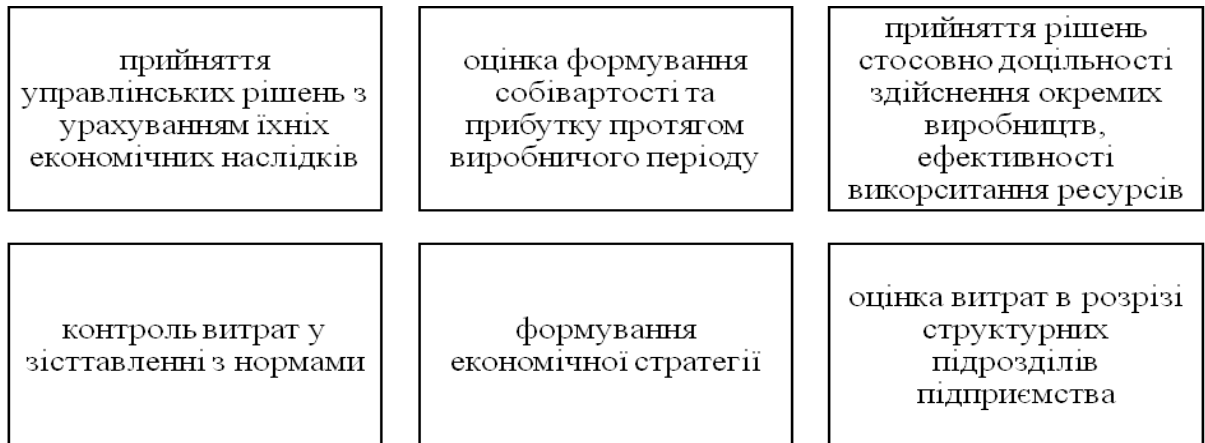 прийняття
управлінських рішень з
урахуванням їхніх
економічних наслідків
оцінка формування
собівартості та
прибутку протягом
виробничого періоду
прийняття рішень
стосовно доцільності
здійснення окремих
виробництв,
ефективності
викорситання ресурсів
контроль витрат у
зісттавленні з нормами
формування
економічної стратегії
оцінка витрат в розрізі
структурних
підрозділів
підприємства